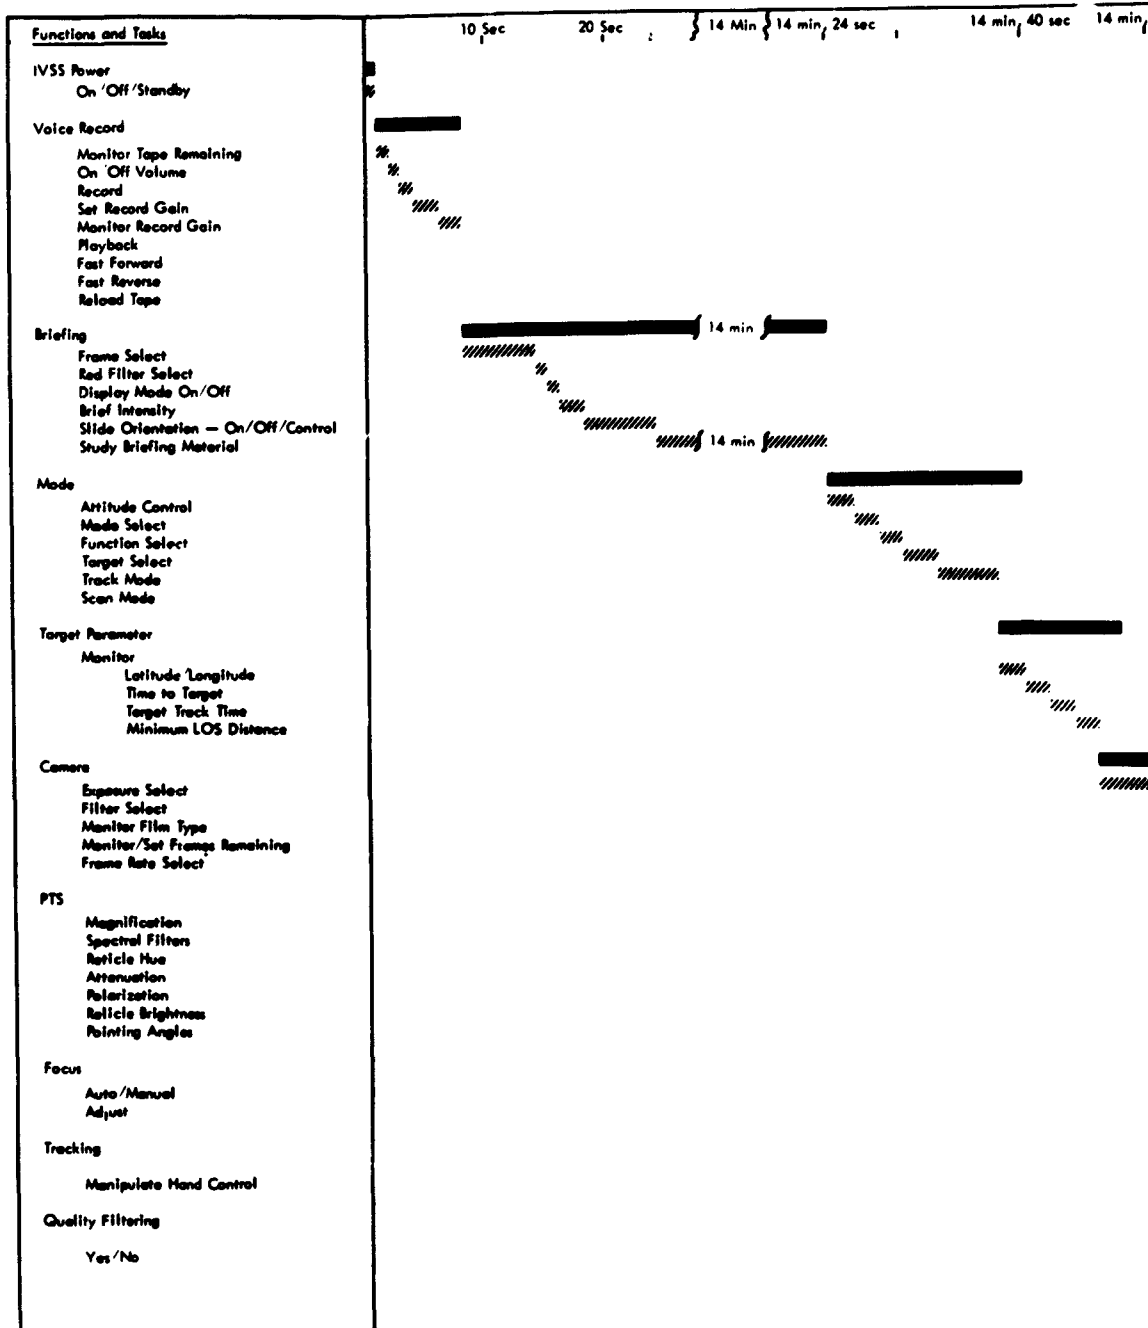 Functions and Tasks
10 Sec 20 Sec 14 Min 14 min, 24 sec 14 min, 40 sec 14 min,
IVSS Power
On/Off/Standby
Voice Record
Monitor Tape Remaining
On/Off Volume
Record
Set Record Gain
Monitor Record Gain
Playback
Fast Forward
Fast Reverse
Reload Tape
Briefing 14 min
Frame Select
Red Filter Select
Display Mode On/Off
Brief Intensity
Slide Orientation — On/Off/Control
Study Briefing Material 14 min
Mode
Attitude Control
Mode Select
Function Select
Target Select
Track Mode
Scan Mode
Target Parameter
Monitor
Latitude/Longitude
Time to Target
Target Track Time
Minimum LOS Distance
Camera
Exposure Select
Filter Select
Monitor Film Type
Monitor/Set Frames Remaining
Frame Rate Select
PTS
Magnification
Spectral Filters
Reticle Hue
Attenuation
Polarization
Reticle Brightness
Pointing Angles
Focus
Auto/Manual
Adjust
Tracking
Manipulate Hand Control
Quality Filtering
Yes/No